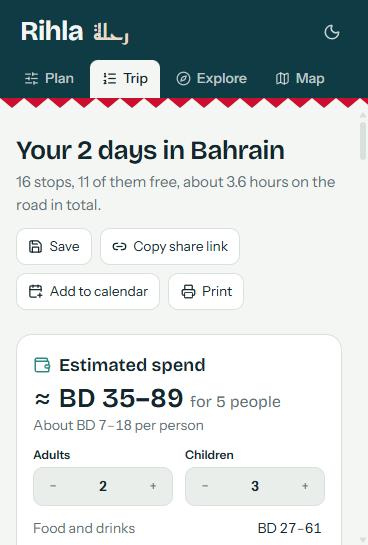 Rihla رحلة
Plan
Trip
Explore
Map
Your 2 days in Bahrain
16 stops, 11 of them free, about 3.6 hours on the
road in total.
Save
Copy share link
Add to calendar
Print
Estimated spend
≈ BD 35–89 for 5 people
About BD 7–18 per person
Adults
Children
− 2 +
− 3 +
Food and drinks
BD 27–61